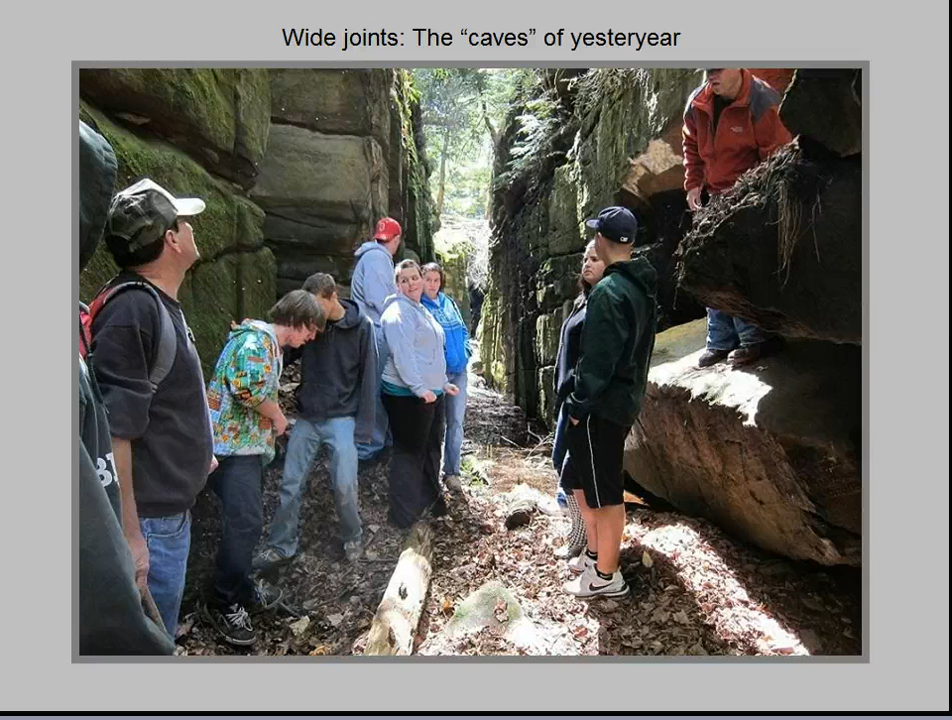 Wide joints: The “caves” of yesteryear